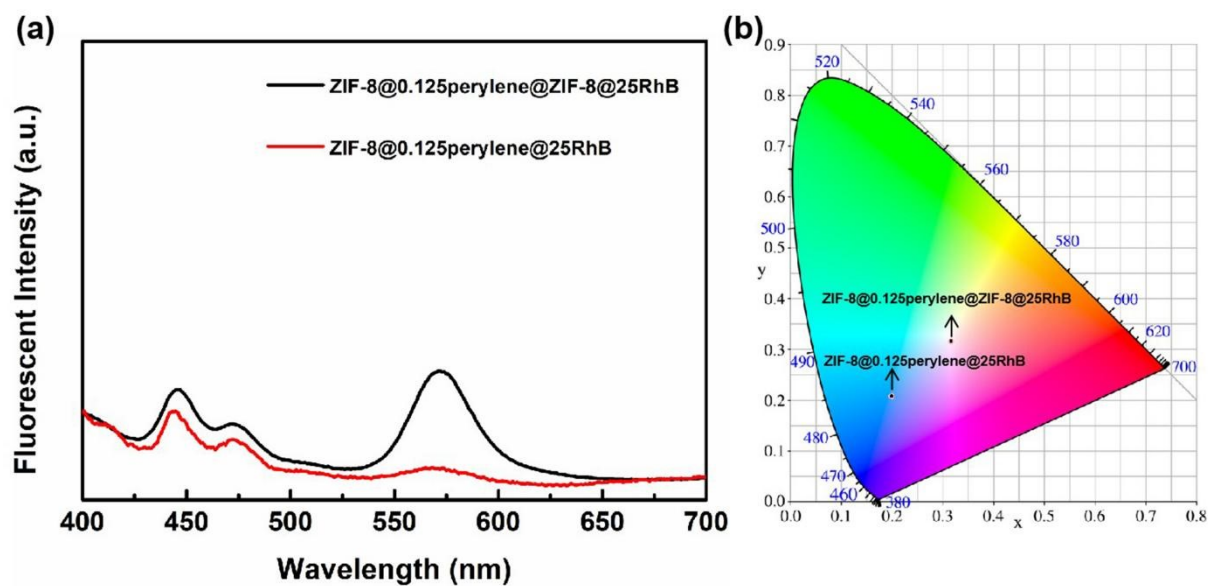 (a)
ZIF-8@0.125perylene@ZIF-8@25RhB
ZIF-8@0.125perylene@25RhB
Fluorescent Intensity (a.u.)
400 450 500 550 600 650 700
Wavelength (nm)
(b)
0.9
0.8
0.7
0.6
0.5
0.4
0.3
0.2
0.1
0.0
y
520
540
560
500
580
ZIF-8@0.125perylene@ZIF-8@25RhB
600
620
490
ZIF-8@0.125perylene@25RhB
700
480
470
460
380
0.0 0.1 0.2 0.3 0.4 0.5 0.6 0.7 0.8
x